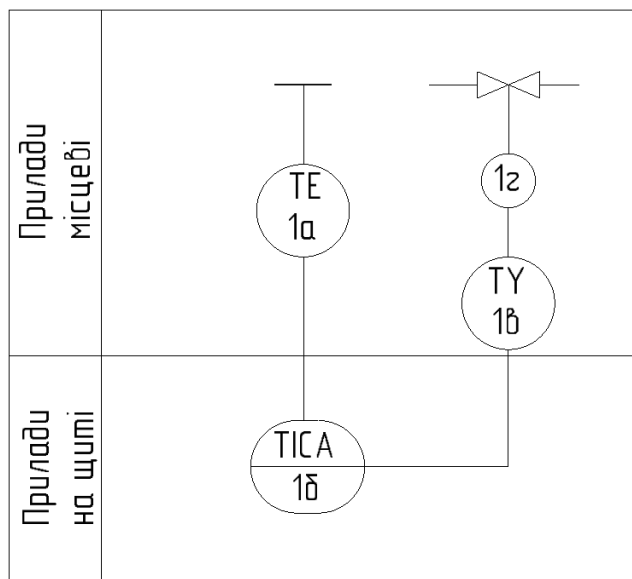 Прилади
місцеві
TE
1а
1г
TY
1в
Прилади
на щиті
TICA
1б